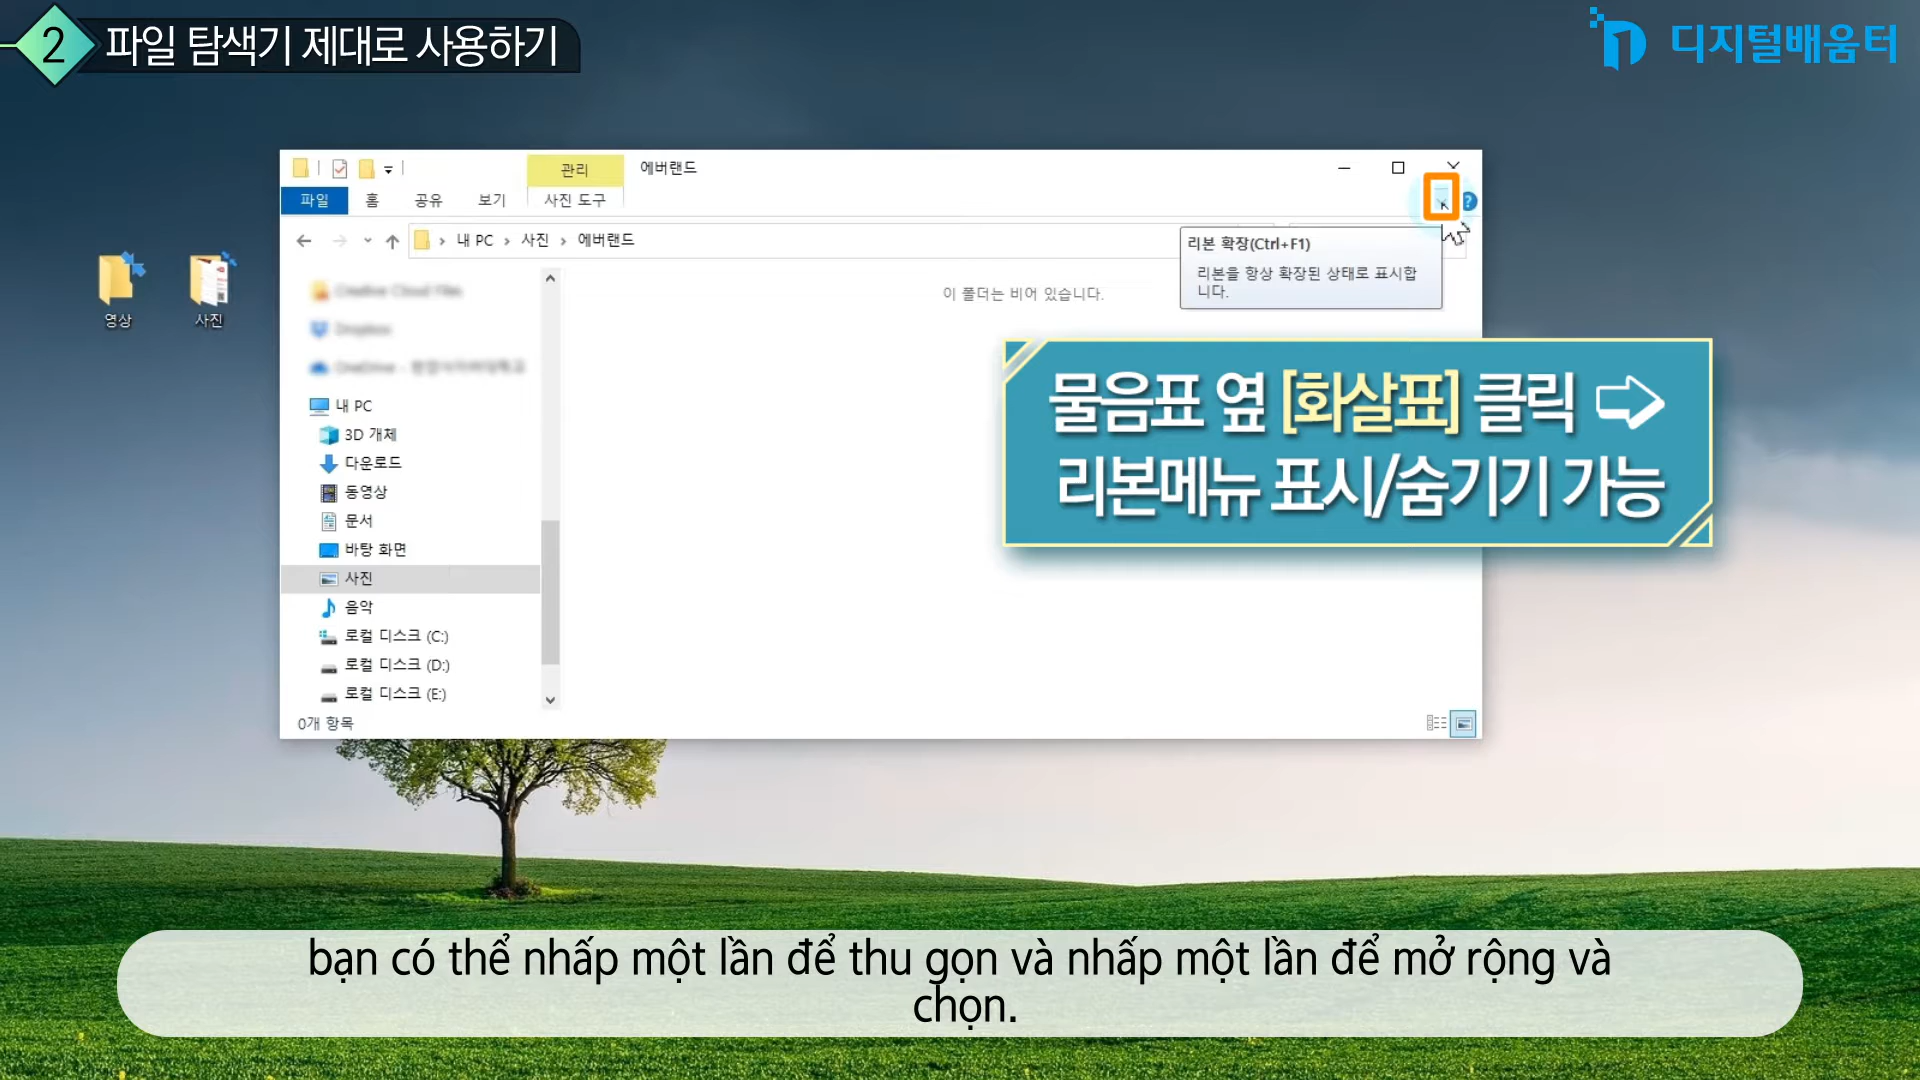 2 파일 탐색기 제대로 사용하기
디지털배움터
관리
에버랜드
파일
홈
공유
보기
사진 도구
?
내 PC > 사진 > 에버랜드
리본 확장(Ctrl+F1)
리본을 항상 확장된 상태로 표시합
니다.
이 폴더는 비어 있습니다.
영상
사진
Creative Cloud Files
Dropbox
내 PC
3D 개체
다운로드
동영상
문서
바탕 화면
사진
음악
로컬 디스크 (C:)
로컬 디스크 (D:)
로컬 디스크 (E:)
0개 항목
물음표 옆 [화살표] 클릭 ⇨
리본메뉴 표시/숨기기 가능
bạn có thể nhấp một lần để thu gọn và nhấp một lần để mở rộng và
chọn.